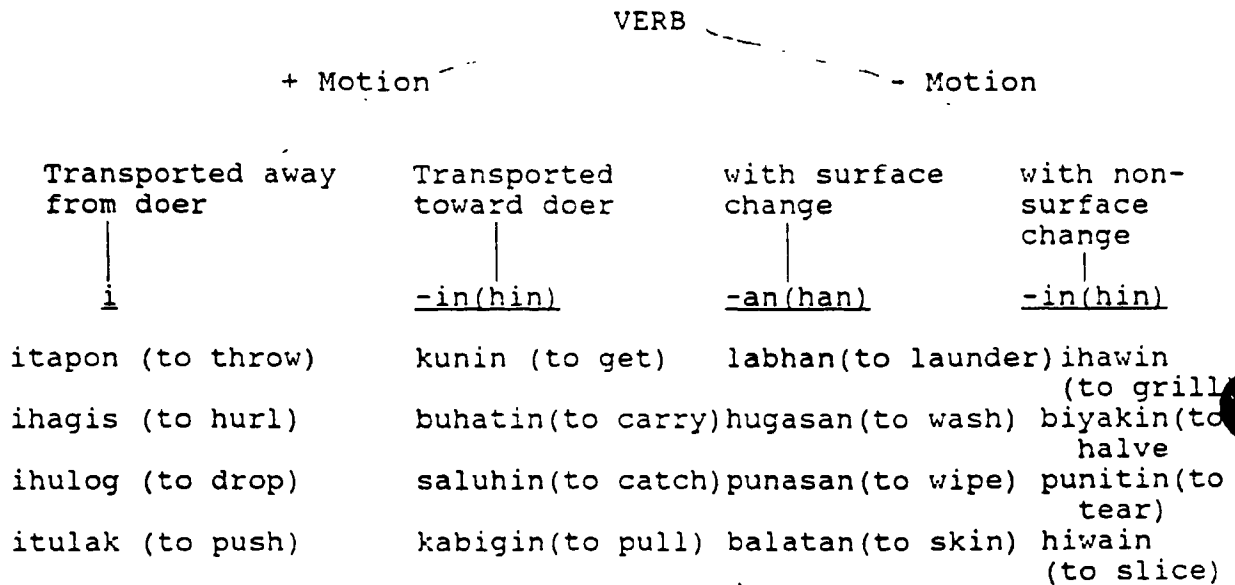 VERB
+ Motion - Motion
Transported away Transported with surface with non-
from doer toward doer change surface
change
i -in(hin) -an(han) -in(hin)
itapon (to throw) kunin (to get) labhan(to launder) ihawin
(to grill)
ihagis (to hurl) buhatin(to carry) hugasan(to wash) biyakin(to
halve
ihulog (to drop) saluhin(to catch) punasan(to wipe) punitin(to
tear)
itulak (to push) kabigin(to pull) balatan(to skin) hiwain
(to slice)